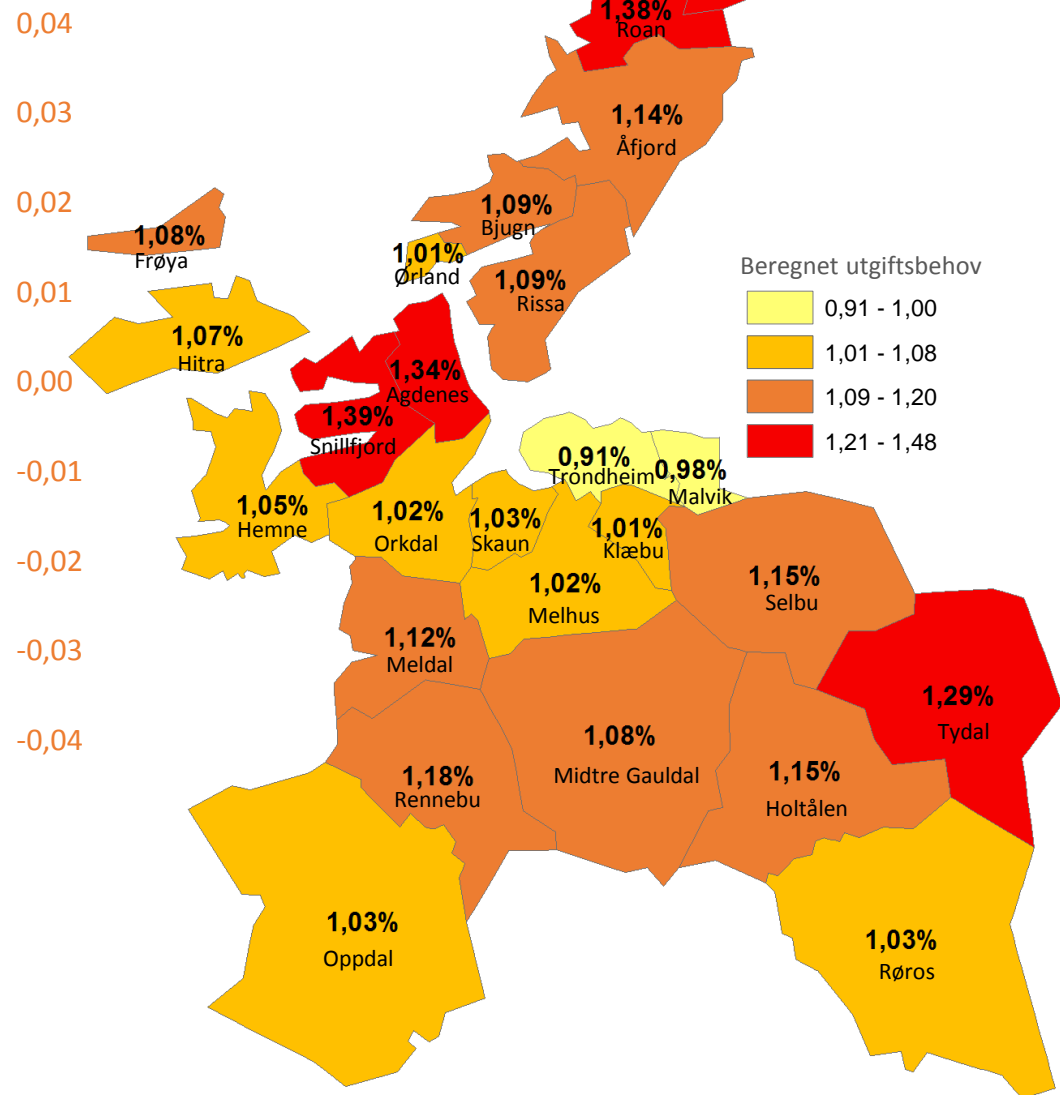 0,04
0,03
0,02
0,01
0,00
-0,01
-0,02
-0,03
-0,04
1,38%
Roan
1,14%
Åfjord
1,09%
Bjugn
1,08%
Frøya
1,01%
Ørland
1,09%
Rissa
Beregnet utgiftsbehov
0,91 - 1,00
1,01 - 1,08
1,09 - 1,20
1,21 - 1,48
1,07%
Hitra
1,34%
Agdenes
1,39%
Snillfjord
0,91%
Trondheim
0,98%
Malvik
1,05%
Hemne
1,02%
Orkdal
1,03%
Skaun
1,01%
Klæbu
1,02%
Melhus
1,15%
Selbu
1,12%
Meldal
1,29%
Tydal
1,08%
Midtre Gauldal
1,18%
Rennebu
1,15%
Holtålen
1,03%
Oppdal
1,03%
Røros